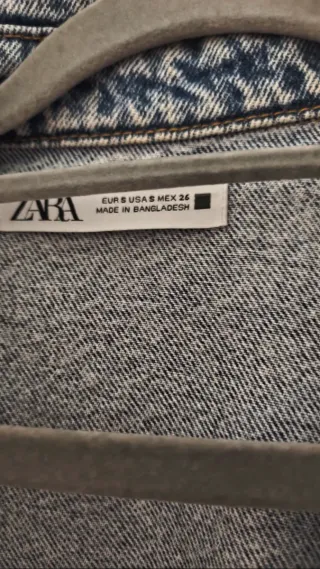 ZARA
EUR S USA S MEX 26
MADE IN BANGLADESH